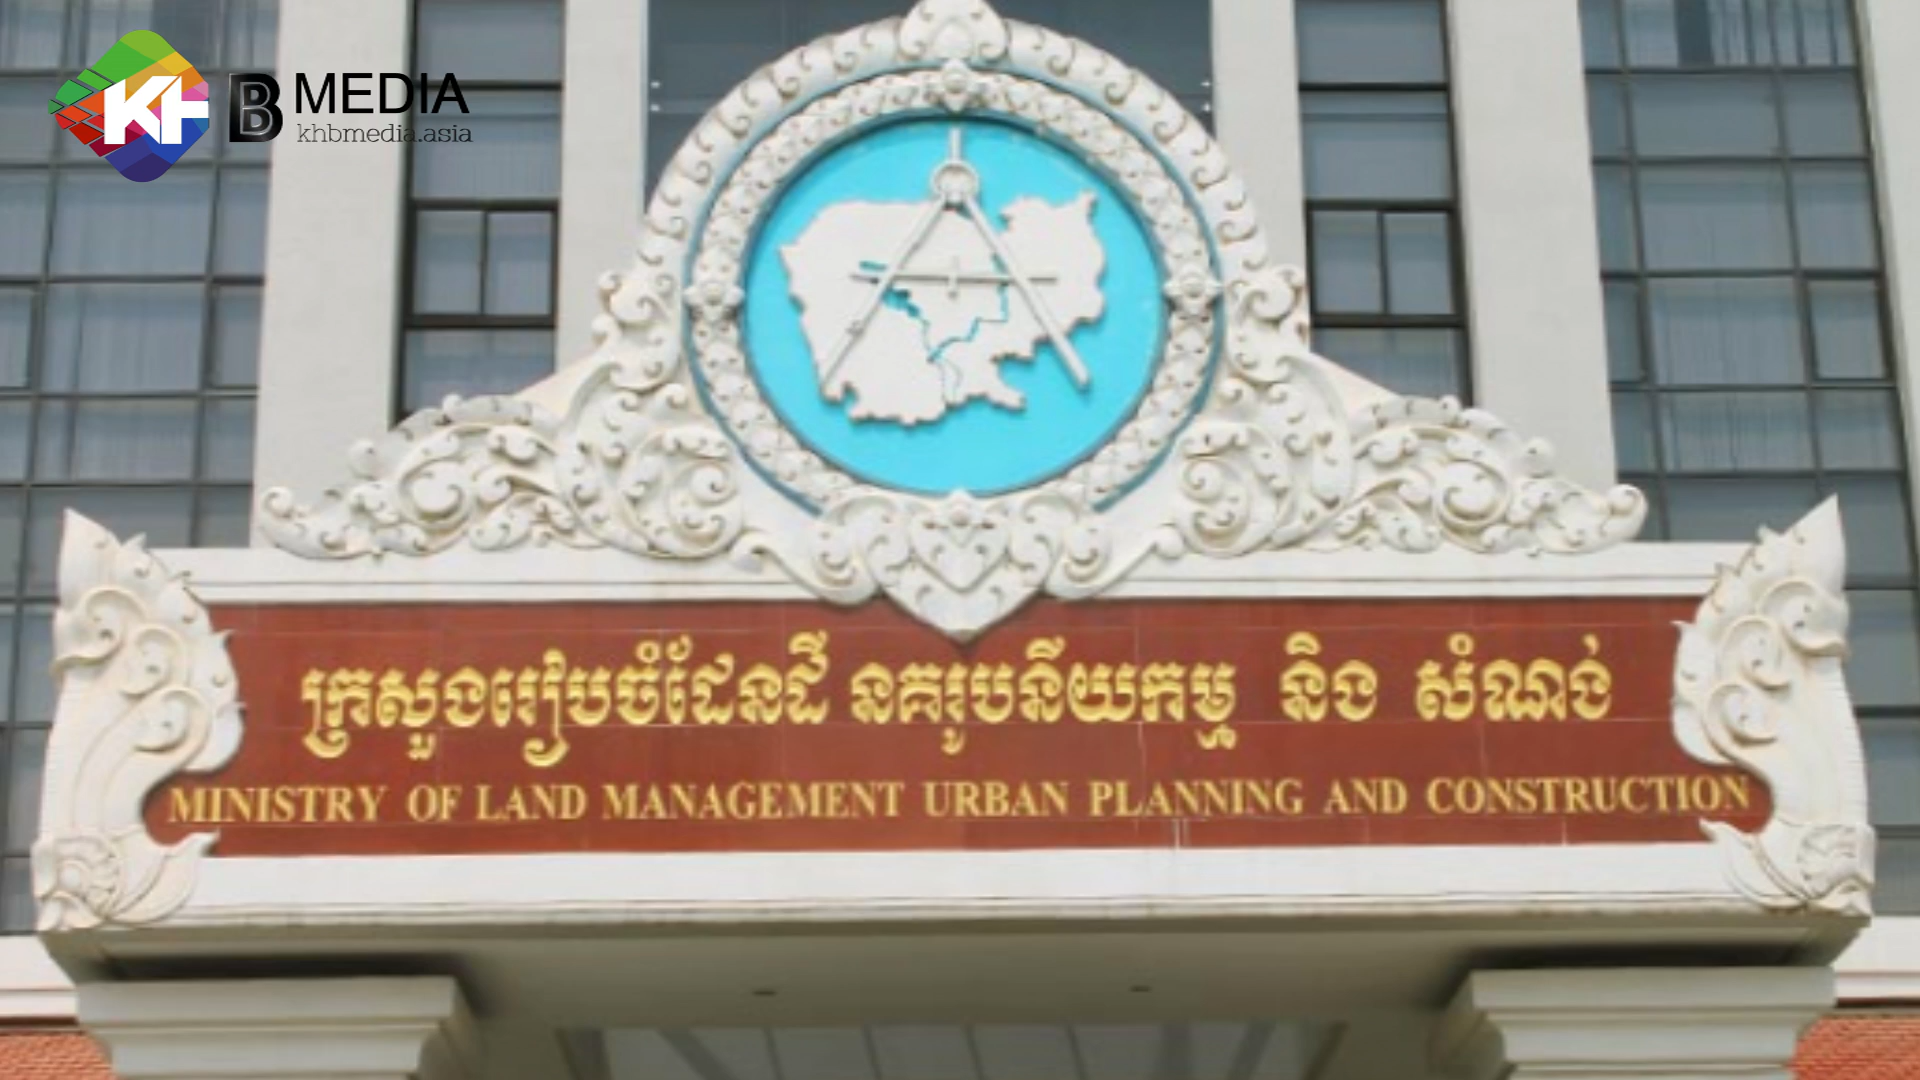 KH B MEDIA
khbmedia.asia
ក្រសួងរៀបចំដែនដី នគរូបនីយកម្ម និង សំណង់
MINISTRY OF LAND MANAGEMENT URBAN PLANNING AND CONSTRUCTION